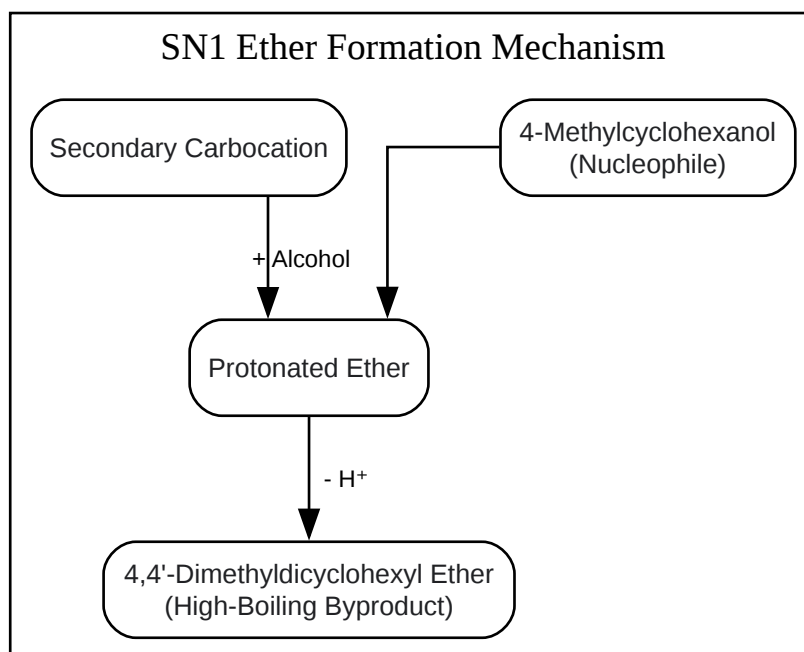 SN1 Ether Formation Mechanism
Secondary Carbocation
4-Methylcyclohexanol
(Nucleophile)
+ Alcohol
Protonated Ether
- H⁺
4,4'-Dimethyldicyclohexyl Ether
(High-Boiling Byproduct)